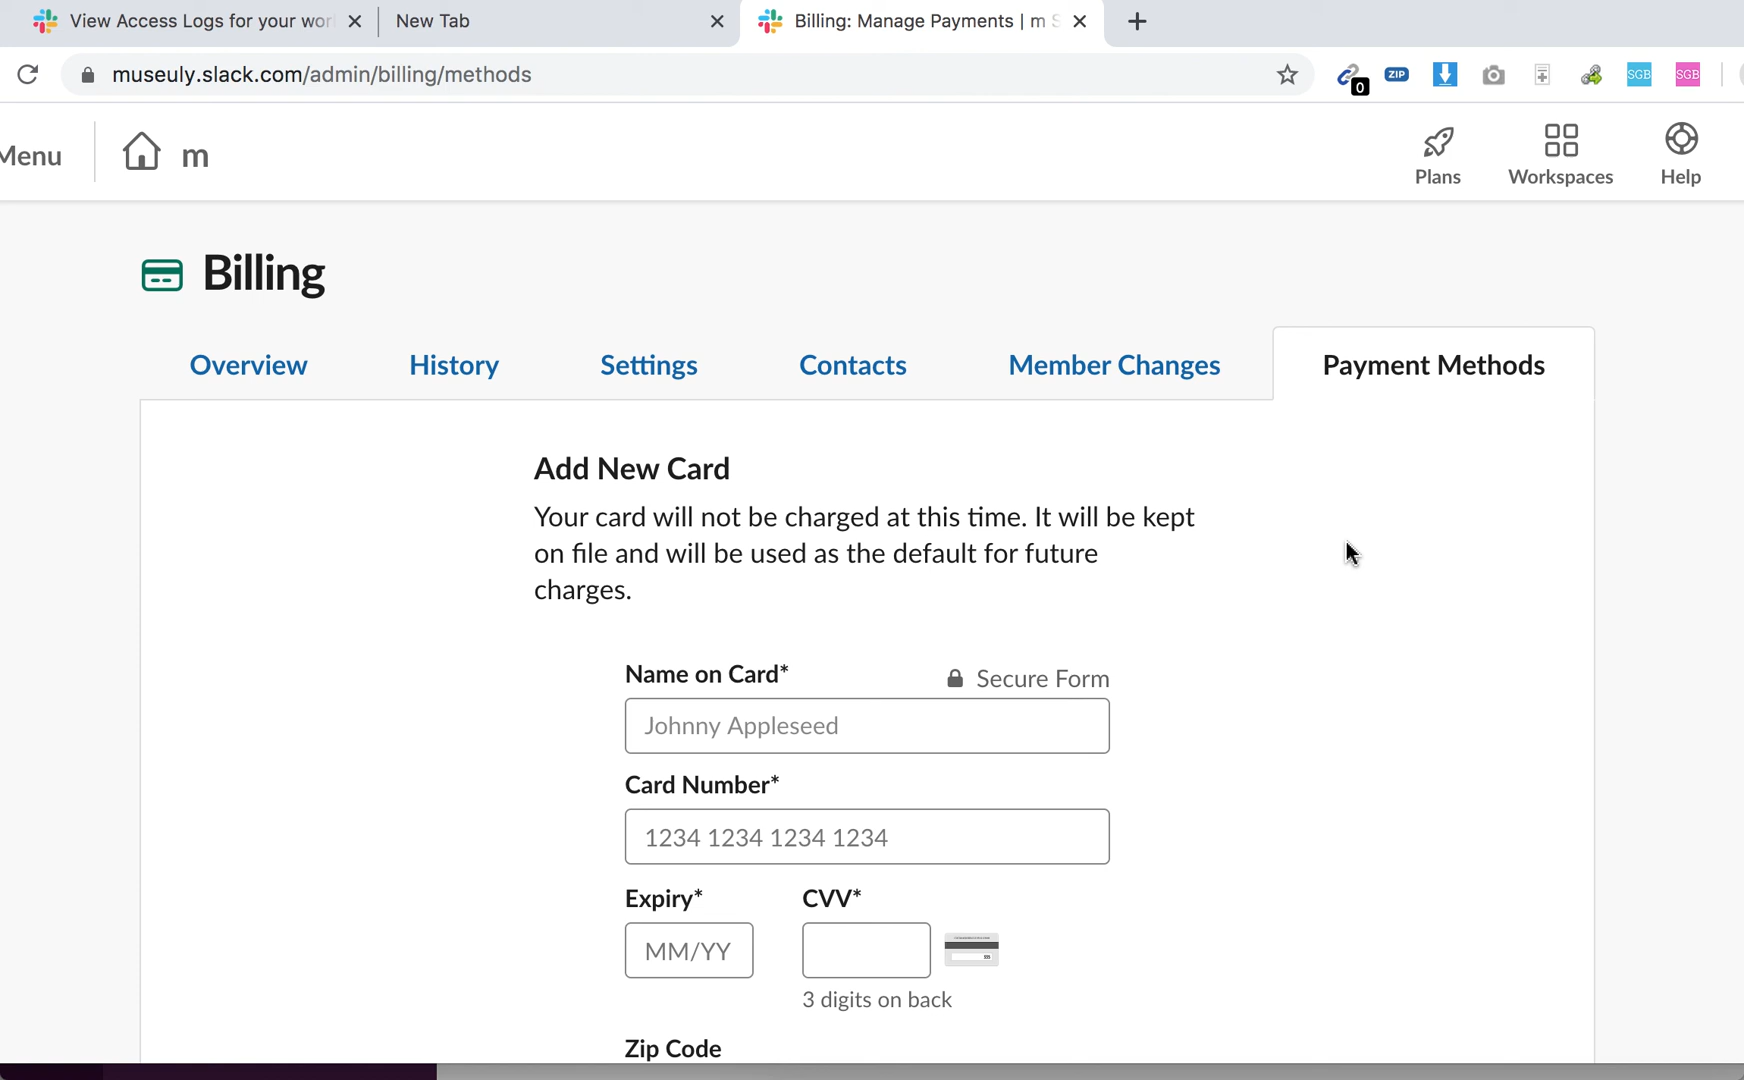 View Access Logs for your wor
New Tab
Billing: Manage Payments | m S
museuly.slack.com/admin/billing/methods
0
ZIP
SGB
SGB
Menu
m
Plans
Workspaces
Help
Billing
Overview
History
Settings
Contacts
Member Changes
Payment Methods
Add New Card
Your card will not be charged at this time. It will be kept
on file and will be used as the default for future
charges.
Name on Card*
Secure Form
Johnny Appleseed
Card Number*
1234 1234 1234 1234
Expiry*
CVV*
MM/YY
3 digits on back
Zip Code